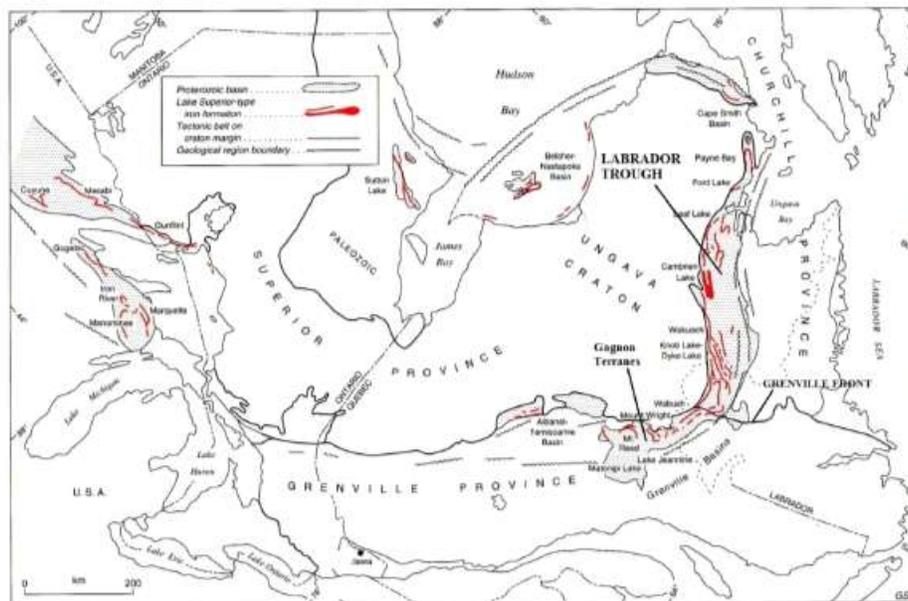 MANITOBA
ONTARIO
U.S.A.
Proterozoic basin
Lake Superior-type
iron formation
Tectonic belt on
craton margin
Geological region boundary
Hudson
Bay
CHURCHILL
PROVINCE
Cape Smith
Basin
Payne Bay
Ford Lake
LABRADOR
TROUGH
Leaf Lake
Ungava
Bay
Belcher-
Nastapoka
Basin
Sutton
Lake
James
Bay
PALEOZOIC
UNGAVA
CRATON
SUPERIOR
PROVINCE
Cuyuna
Mesabi
Gunflint
Gogebic
Iron
River
Marquette
Menominee
Cambrien
Lake
LABRADOR SEA
Wakuach
Knob Lake-
Dyke Lake
Gagnon
Terranes
GRENVILLE FRONT
Wabush
Mount Wright
Mt.
Reed
Lake Jeannine
Matonipi Lake
Albanel-
Temiscamie
Basin
ONTARIO
QUEBEC
GRENVILLE PROVINCE
Grenville Basins
LABRADOR
Lake Michigan
Lake
Huron
U.S.A.
Lake Erie
Lake Ontario
0
km
200